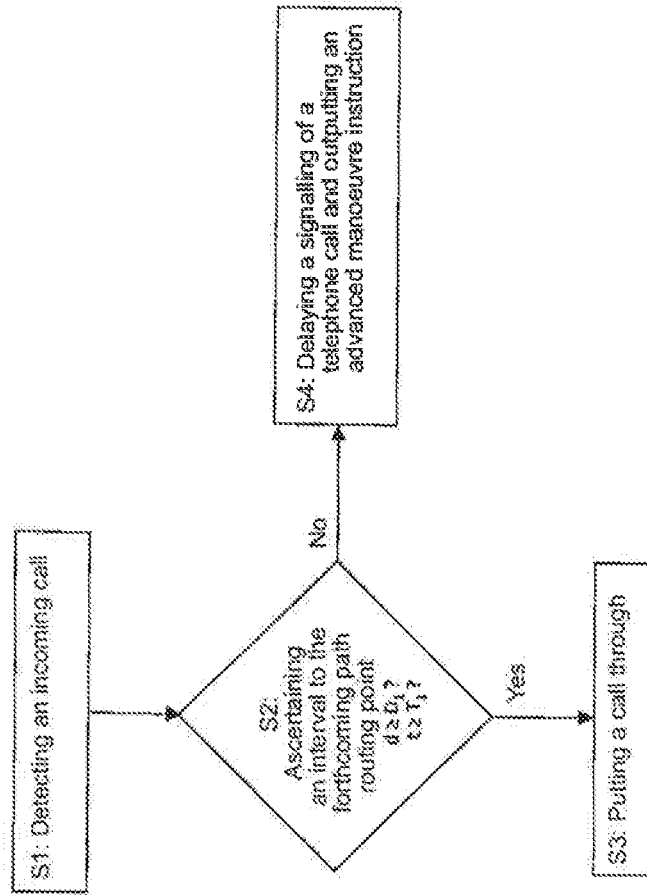 S1: Detecting an incoming call
S2:
Ascertaining
an interval to the
forthcoming path
routing point
d ≥ D₁ ?
t ≥ T₁ ?
No
S4: Delaying a signalling of a
telephone call and outputting an
advanced manoeuvre instruction
Yes
S3: Putting a call through